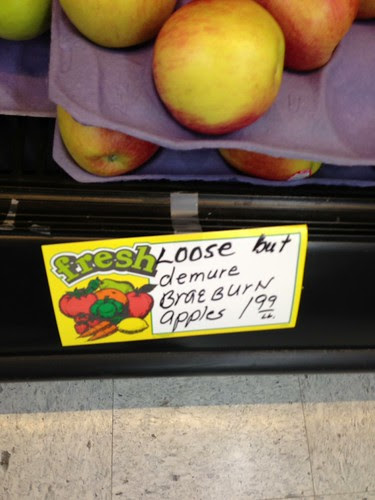 fresh
Loose but
demure
BraeBurn
apples 1 99 Lb.